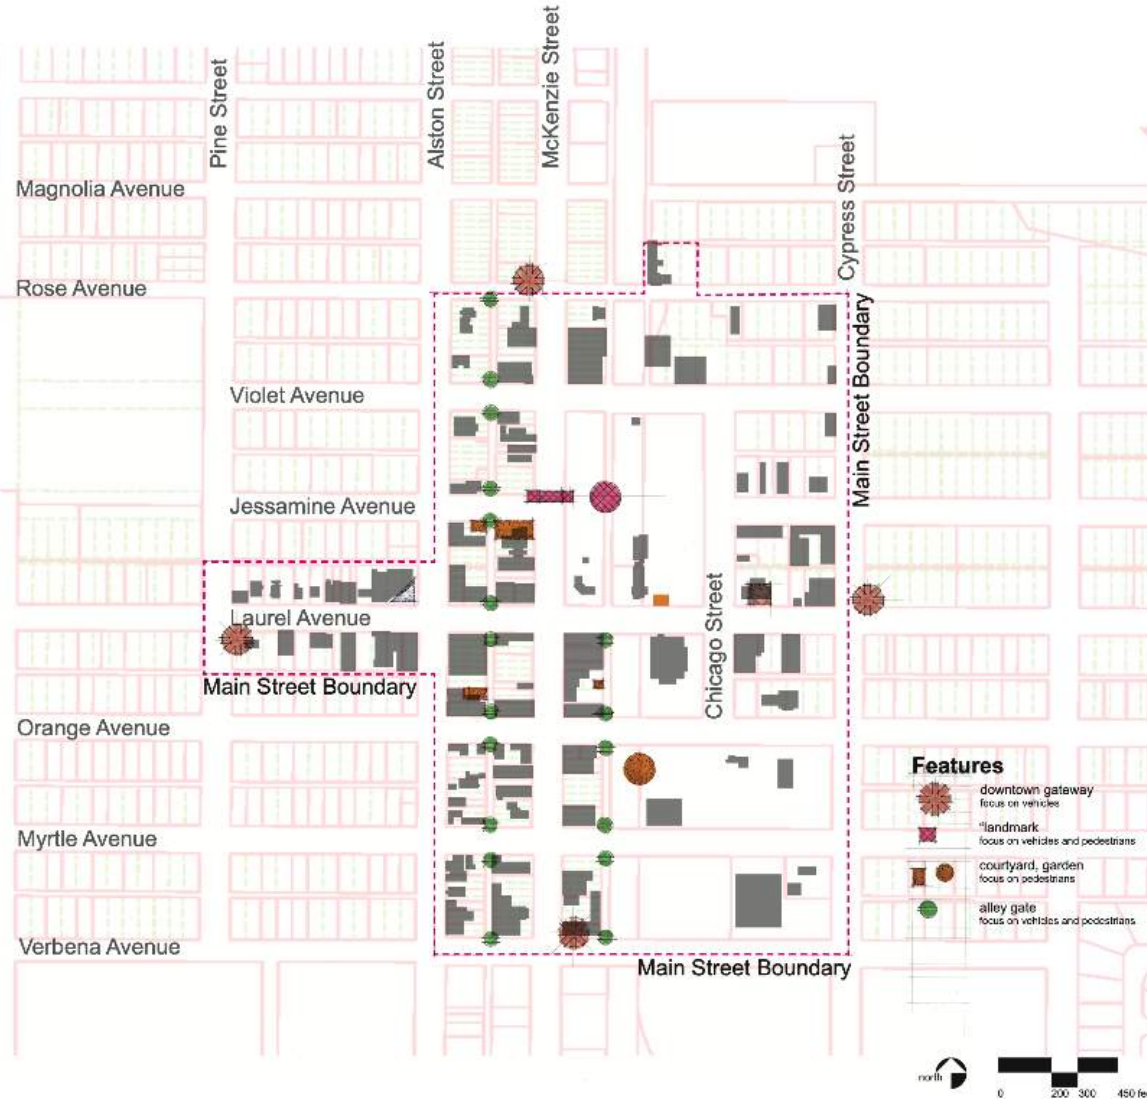 Pine Street
Alston Street
McKenzie Street
Cypress Street
Magnolia Avenue
Rose Avenue
Main Street Boundary
Violet Avenue
Jessamine Avenue
Chicago Street
Laurel Avenue
Main Street Boundary
Orange Avenue
Myrtle Avenue
Verbena Avenue
Main Street Boundary
Features
downtown gateway
focus on vehicles
"landmark
focus on vehicles and pedestrians
courtyard, garden
focus on pedestrians
alley gate
focus on vehicles and pedestrians
north
0 200 300 450 fe